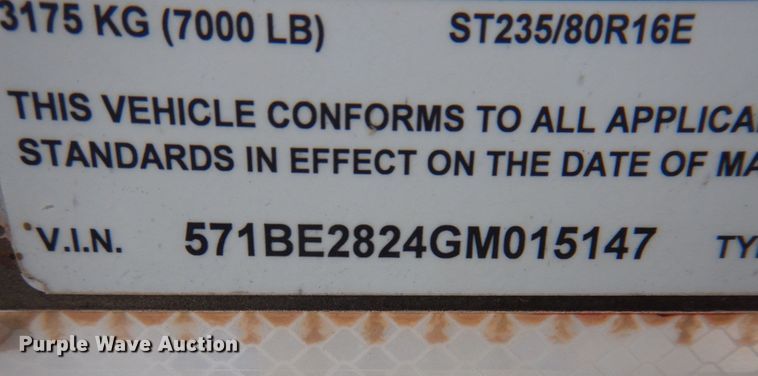 3175 KG (7000 LB) ST235/80R16E
THIS VEHICLE CONFORMS TO ALL APPLICA
STANDARDS IN EFFECT ON THE DATE OF MA
V.I.N. 571BE2824GM015147 TY
Purple Wave Auction